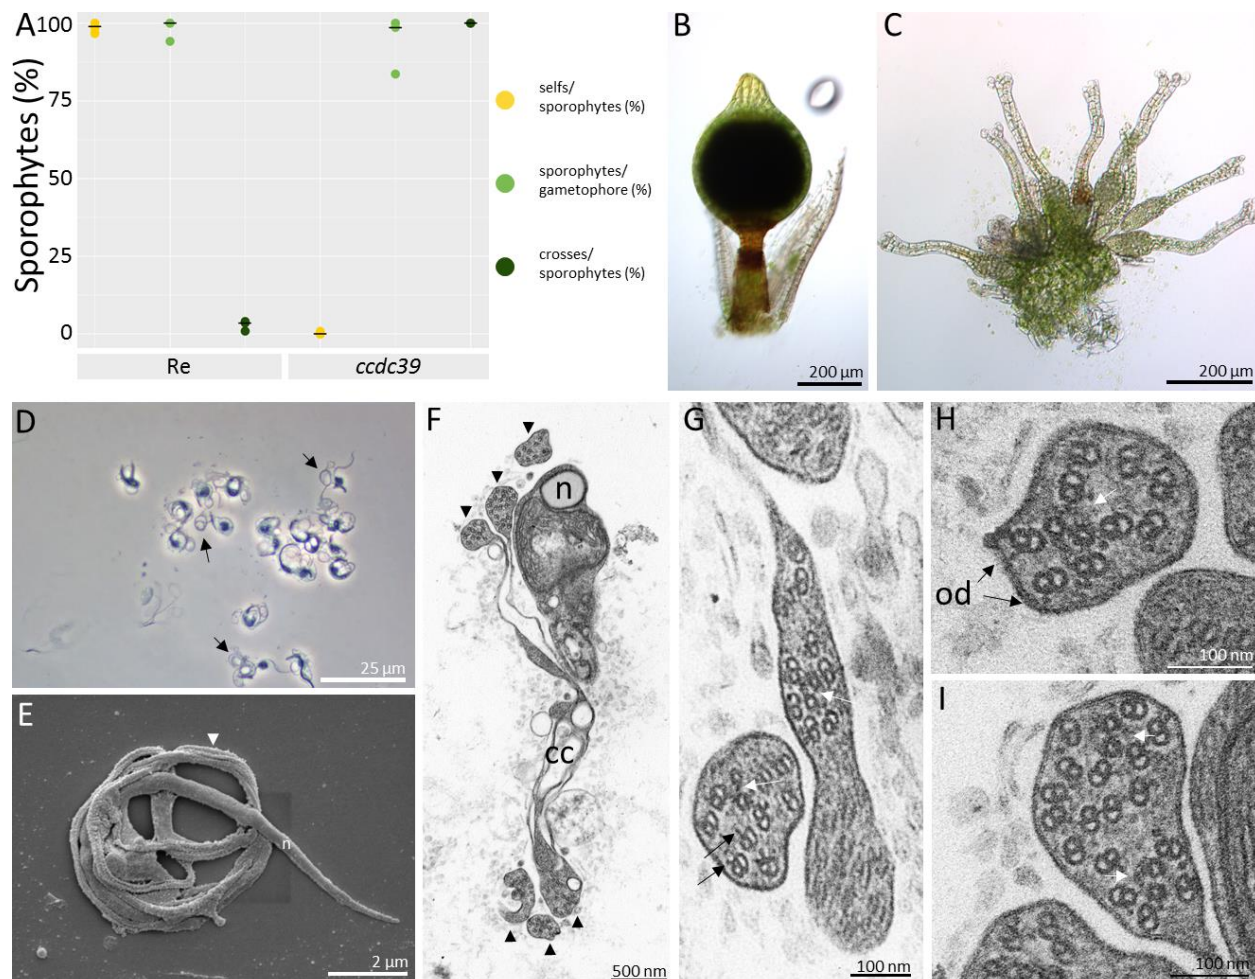 A
Sporophytes (%)
100
75
50
25
0
Re
ccdc39
selfs/
sporophytes (%)
sporophytes/
gametophore (%)
crosses/
sporophytes (%)
B
200 µm
C
200 µm
D
25 µm
E
n
2 µm
F
n
cc
500 nm
G
100 nm
H
od
100 nm
I
100 nm